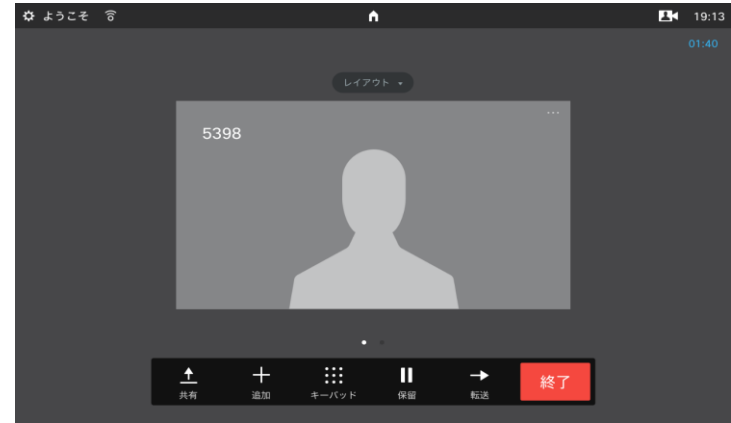 ようこそ
19:13
01:40
レイアウト
5398
共有
追加
キーパッド
保留
転送
終了